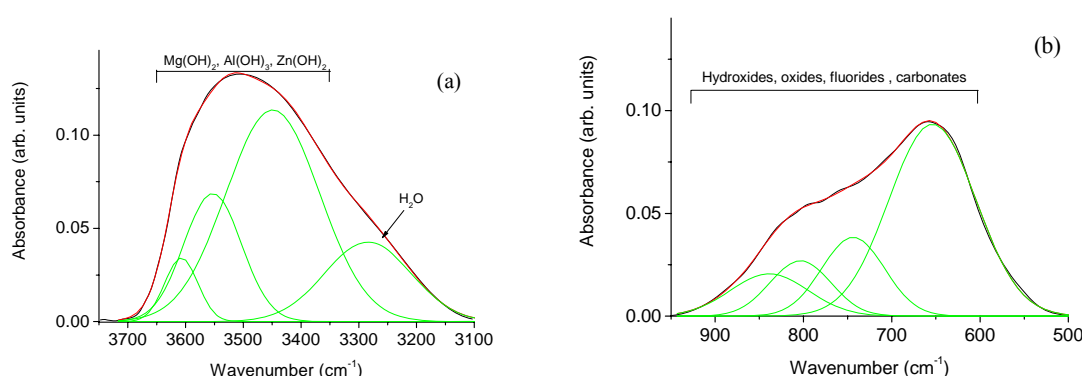 Mg(OH)2, Al(OH)3, Zn(OH)2
(a)
H2O
Absorbance (arb. units)
0.10
0.05
0.00
3700 3600 3500 3400 3300 3200 3100
Wavenumber (cm-1)
(b)
Hydroxides, oxides, fluorides , carbonates
Absorbance (arb. units)
0.10
0.05
0.00
900 800 700 600 500
Wavenumber (cm-1)